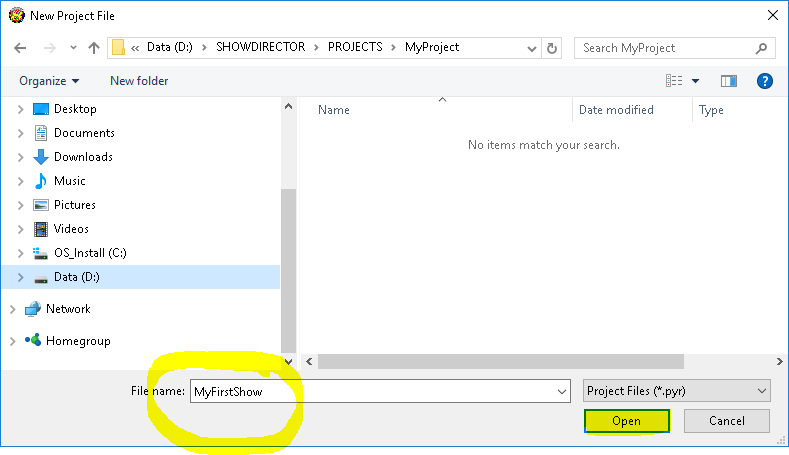 New Project File
« Data (D:) > SHOWDIRECTOR > PROJECTS > MyProject
Search MyProject
Organize
New folder
Name
Date modified
Type
No items match your search.
Desktop
Documents
Downloads
Music
Pictures
Videos
OS_Install (C:)
Data (D:)
Network
Homegroup
File name: MyFirstShow
Project Files (*.pyr)
Open
Cancel